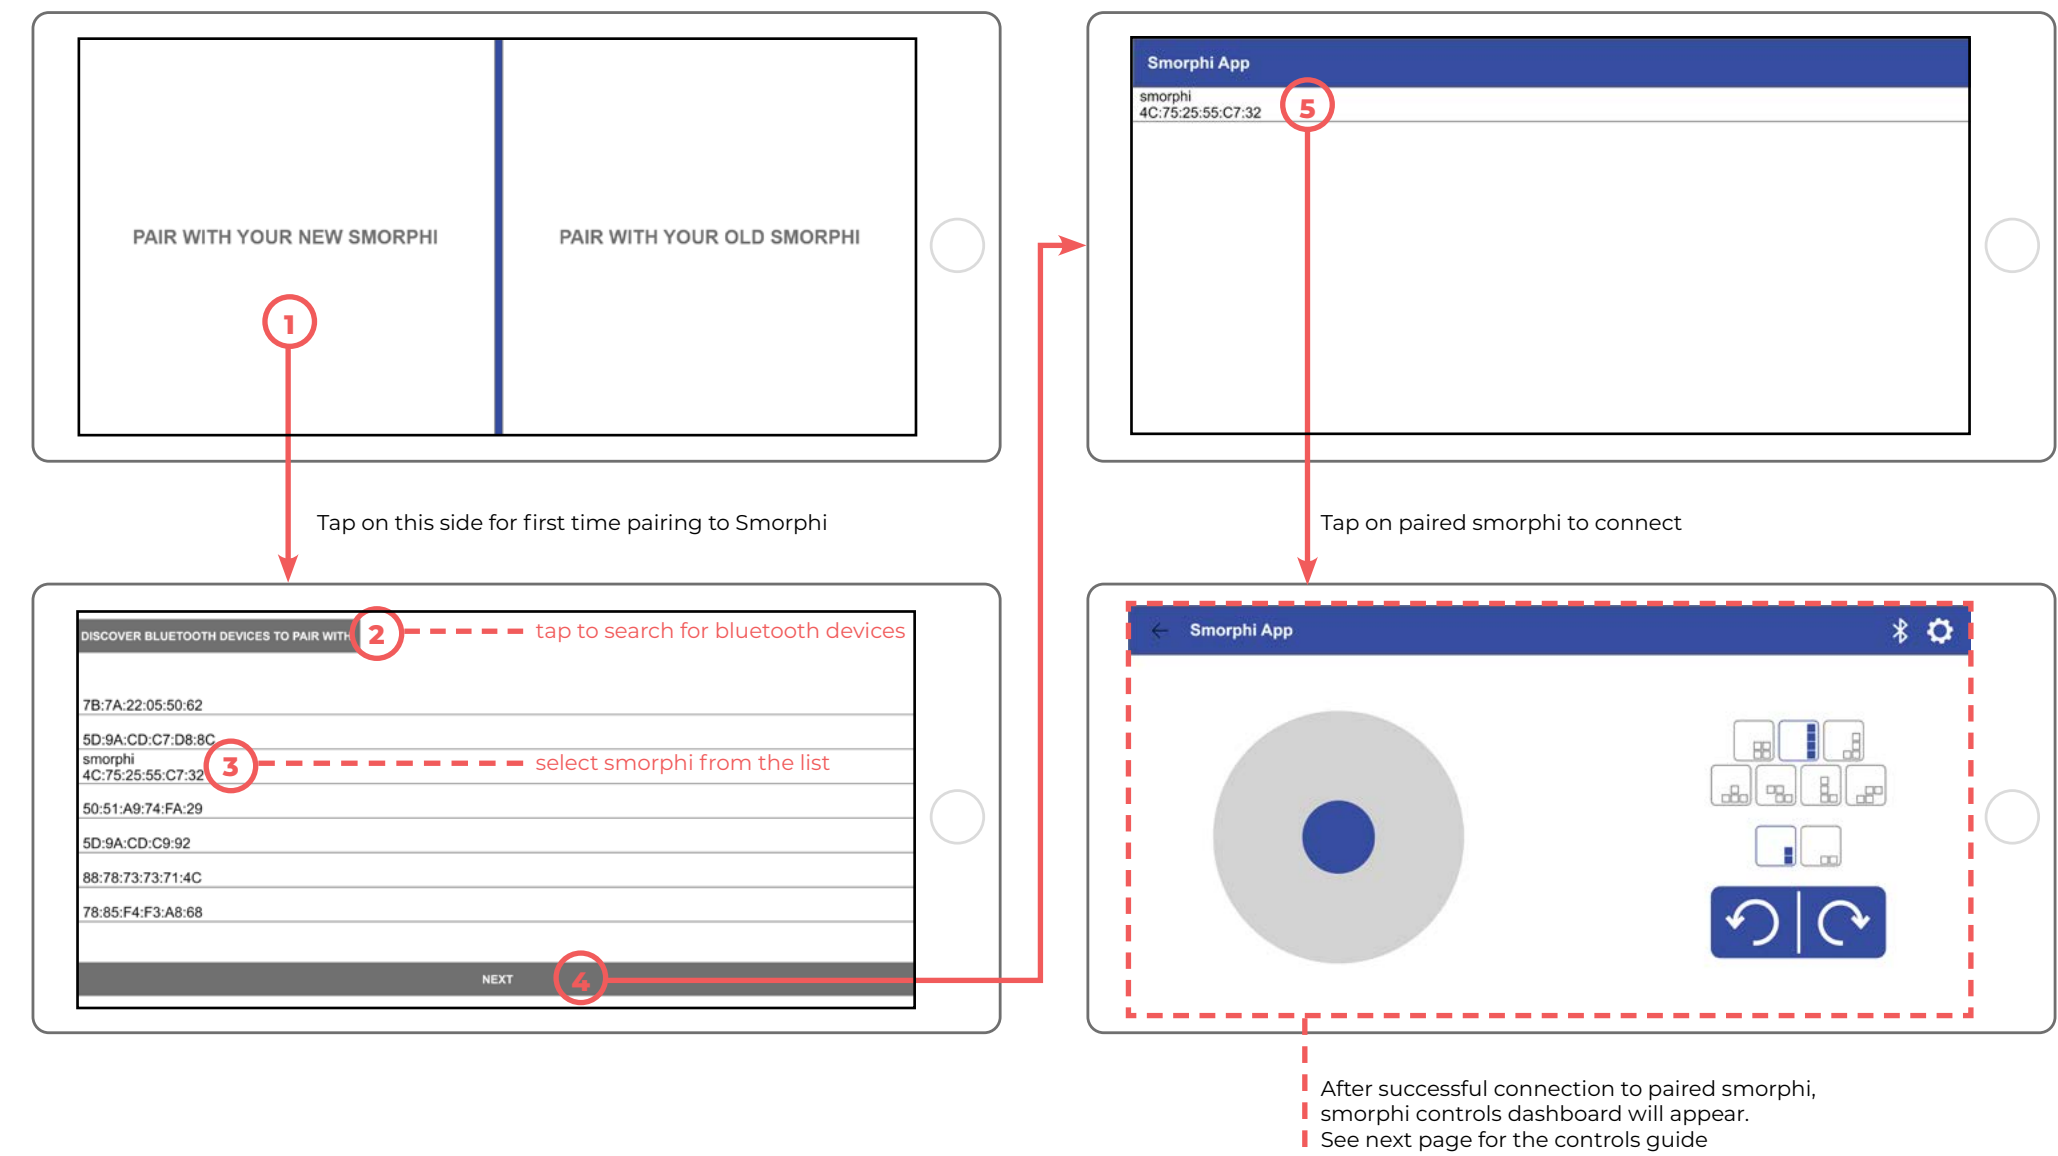 PAIR WITH YOUR NEW SMORPHI
PAIR WITH YOUR OLD SMORPHI
1
Tap on this side for first time pairing to Smorphi
DISCOVER BLUETOOTH DEVICES TO PAIR WITH
2
tap to search for bluetooth devices
7B:7A:22:05:50:62
5D:9A:CD:C7:D8:8C
smorphi
4C:75:25:55:C7:32
3
select smorphi from the list
50:51:A9:74:FA:29
5D:9A:CD:C9:92
88:78:73:73:71:4C
78:85:F4:F3:A8:68
NEXT
4
Smorphi App
smorphi
4C:75:25:55:C7:32
5
Tap on paired smorphi to connect
Smorphi App
After successful connection to paired smorphi,
smorphi controls dashboard will appear.
See next page for the controls guide